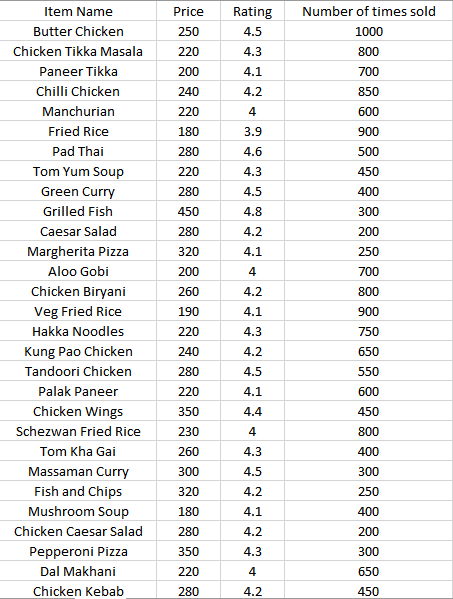 Item Name Price Rating Number of times sold
Butter Chicken 250 4.5 1000
Chicken Tikka Masala 220 4.3 800
Paneer Tikka 200 4.1 700
Chilli Chicken 240 4.2 850
Manchurian 220 4 600
Fried Rice 180 3.9 900
Pad Thai 280 4.6 500
Tom Yum Soup 220 4.3 450
Green Curry 280 4.5 400
Grilled Fish 450 4.8 300
Caesar Salad 280 4.2 200
Margherita Pizza 320 4.1 250
Aloo Gobi 200 4 700
Chicken Biryani 260 4.2 800
Veg Fried Rice 190 4.1 900
Hakka Noodles 220 4.3 750
Kung Pao Chicken 240 4.2 650
Tandoori Chicken 280 4.5 550
Palak Paneer 220 4.1 600
Chicken Wings 350 4.4 450
Schezwan Fried Rice 230 4 800
Tom Kha Gai 260 4.3 400
Massaman Curry 300 4.5 300
Fish and Chips 320 4.2 250
Mushroom Soup 180 4.1 400
Chicken Caesar Salad 280 4.2 200
Pepperoni Pizza 350 4.3 300
Dal Makhani 220 4 650
Chicken Kebab 280 4.2 450